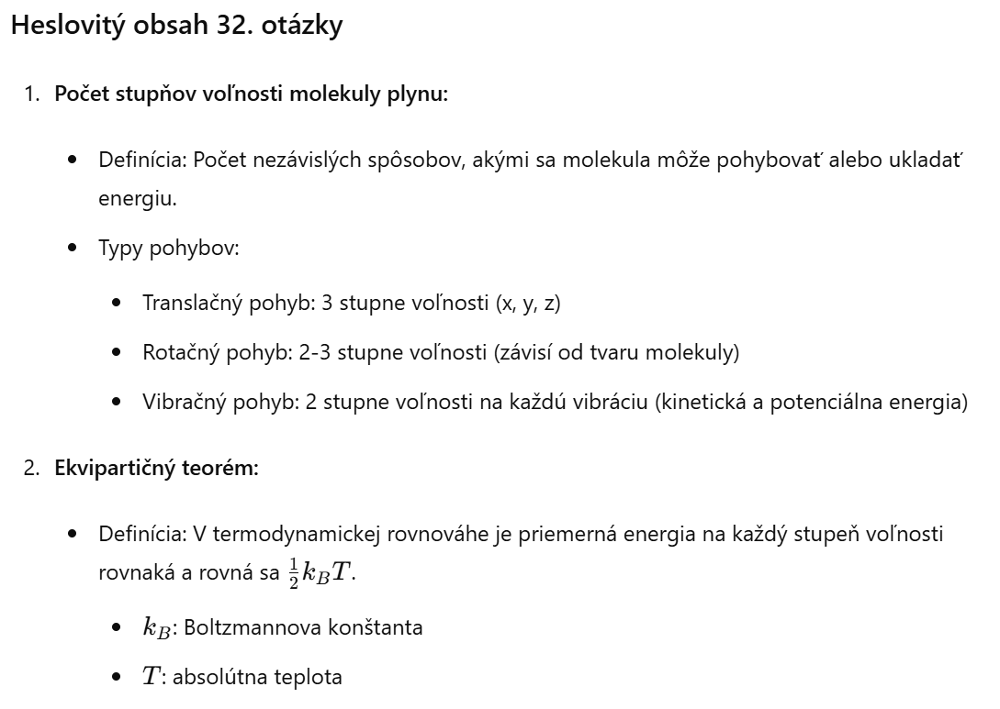 Heslovitý obsah 32. otázky
1. Počet stupňov voľnosti molekuly plynu:
• Definícia: Počet nezávislých spôsobov, akými sa molekula môže pohybovať alebo ukladať
energiu.
• Typy pohybov:
• Translačný pohyb: 3 stupne voľnosti (x, y, z)
• Rotačný pohyb: 2-3 stupne voľnosti (závisí od tvaru molekuly)
• Vibračný pohyb: 2 stupne voľnosti na každú vibráciu (kinetická a potenciálna energia)
2. Ekvipartičný teorém:
• Definícia: V termodynamickej rovnováhe je priemerná energia na každý stupeň voľnosti
rovnaká a rovná sa $\frac{1}{2}k_BT$.
• $k_B$: Boltzmannova konštanta
• $T$: absolútna teplota